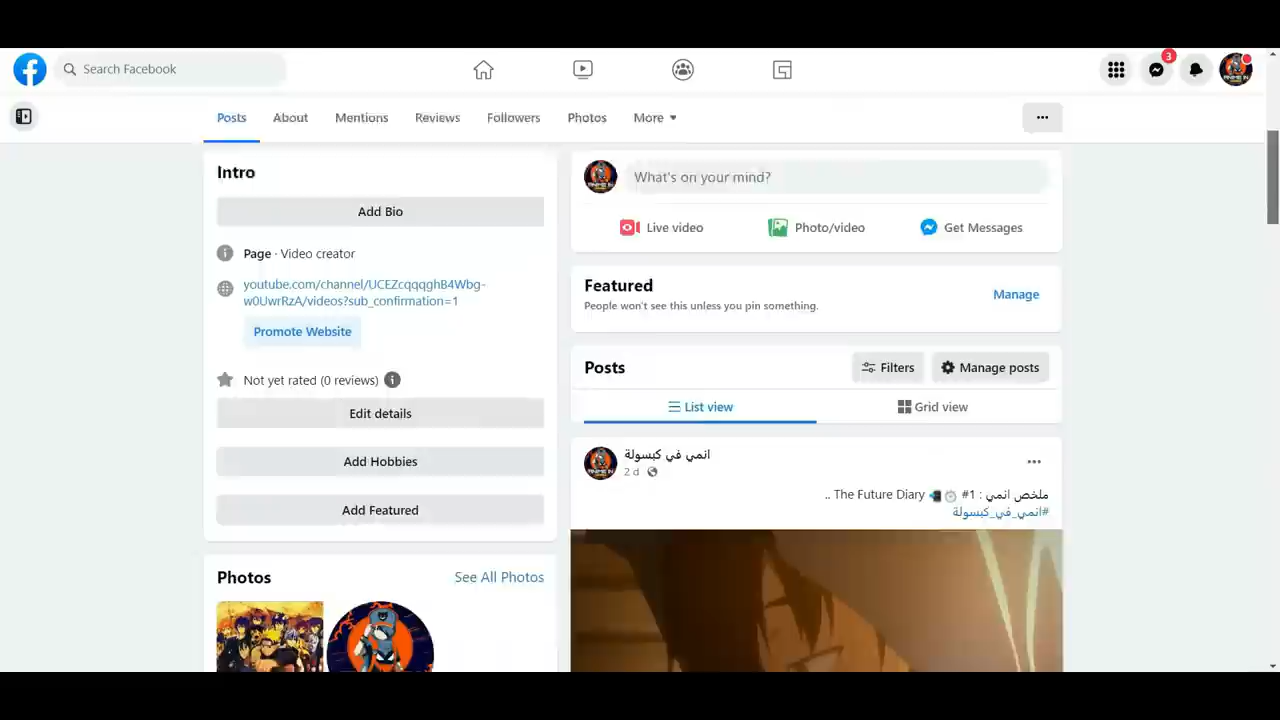 Search Facebook
3
Posts
About
Mentions
Reviews
Followers
Photos
More
Intro
Add Bio
Page · Video creator
youtube.com/channel/UCEZcqqqghB4Wbg-
w0UwrRzA/videos?sub_confirmation=1
Promote Website
Not yet rated (0 reviews)
Edit details
Add Hobbies
Add Featured
Photos
See All Photos
What's on your mind?
Live video
Photo/video
Get Messages
Featured
Manage
People won't see this unless you pin something.
Posts
Filters
Manage posts
List view
Grid view
انمي في كبسولة
2 d
ملخص انمي : 1# The Future Diary ..
#انمي_في_كبسولة